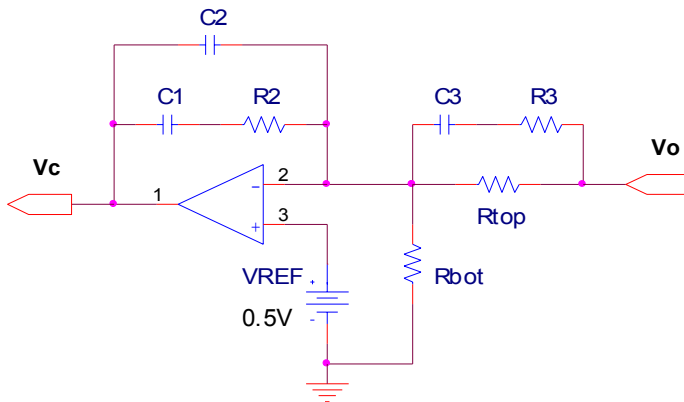 C2
C1 R2 C3 R3
Vc Vo
1 2
- 
3
+
Rtop
VREF + Rbot
0.5V -